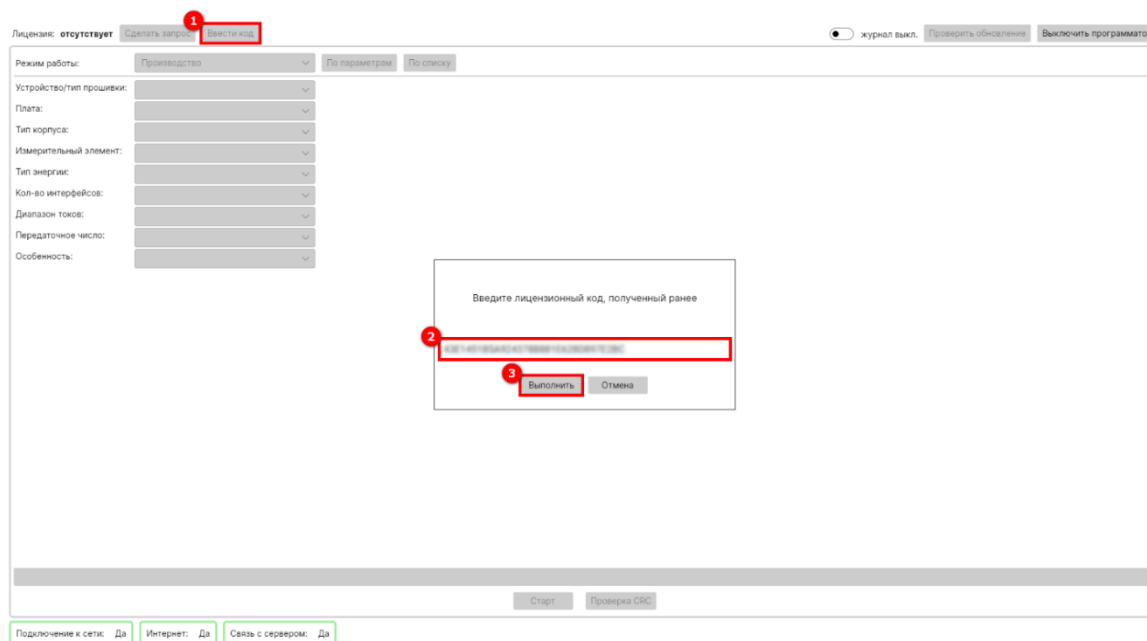 1
Лицензия: отсутствует Сделать запрос Ввести код журнал выкл. Проверить обновление Выключить программато
Режим работы: Производство По параметрам По списку
Устройство/тип прошивки:
Плата:
Тип корпуса:
Измерительный элемент:
Тип энергии:
Кол-во интерфейсов:
Диапазон токов:
Передаточное число:
Особенность:
Введите лицензионный код, полученный ранее
2
3
Выполнить Отмена
Старт Проверка CRC
Подключение к сети: Да Интернет: Да Связь с сервером: Да